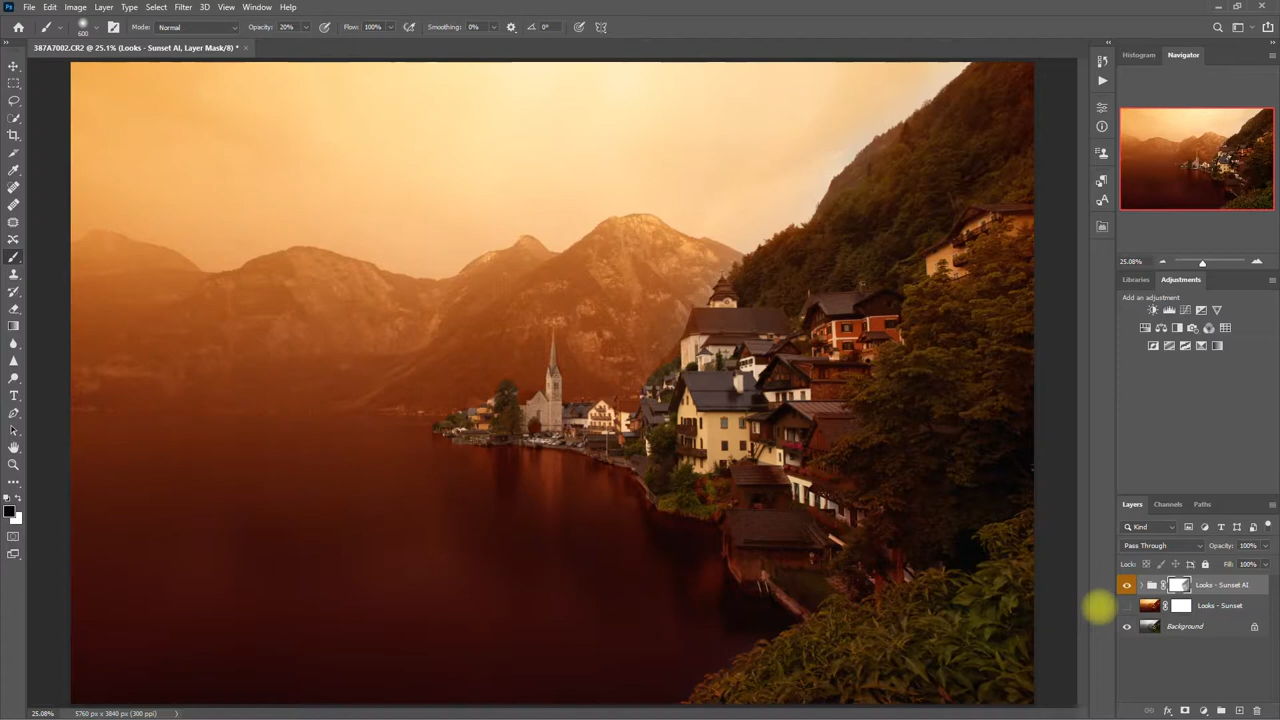 Ps File Edit Image Layer Type Select Filter 3D View Window Help
600 Mode: Normal Opacity: 20% Flow: 100% Smoothing: 0% 0°
387A7002.CR2 @ 25.1% (Looks - Sunset AI, Layer Mask/8) * ×
Histogram Navigator
25.08%
Libraries Adjustments
Add an adjustment
Layers Channels Paths
Kind
Pass Through Opacity: 100%
Lock: Fill: 100%
Looks - Sunset AI
Looks - Sunset
Background
25.08% 5760 px x 3840 px (300 ppi)